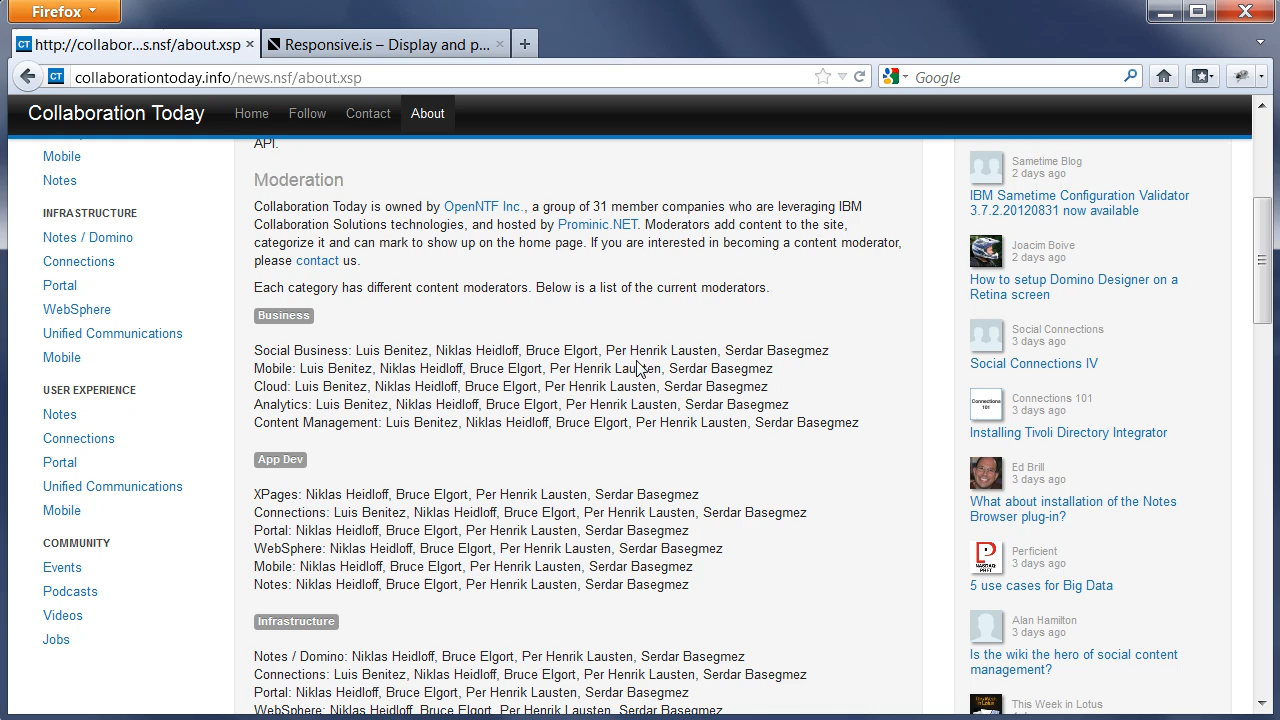 Firefox
http://collabor...s.nsf/about.xsp
Responsive.is – Display and p...
collaborationtoday.info/news.nsf/about.xsp
Google
Collaboration Today
Home
Follow
Contact
About
Mobile
Notes
INFRASTRUCTURE
Notes / Domino
Connections
Portal
WebSphere
Unified Communications
Mobile
USER EXPERIENCE
Notes
Connections
Portal
Unified Communications
Mobile
COMMUNITY
Events
Podcasts
Videos
Jobs
API.
Moderation
Collaboration Today is owned by OpenNTF Inc., a group of 31 member companies who are leveraging IBM
Collaboration Solutions technologies, and hosted by Prominic.NET. Moderators add content to the site,
categorize it and can mark to show up on the home page. If you are interested in becoming a content moderator,
please contact us.
Each category has different content moderators. Below is a list of the current moderators.
Business
Social Business: Luis Benitez, Niklas Heidloff, Bruce Elgort, Per Henrik Lausten, Serdar Basegmez
Mobile: Luis Benitez, Niklas Heidloff, Bruce Elgort, Per Henrik Lausten, Serdar Basegmez
Cloud: Luis Benitez, Niklas Heidloff, Bruce Elgort, Per Henrik Lausten, Serdar Basegmez
Analytics: Luis Benitez, Niklas Heidloff, Bruce Elgort, Per Henrik Lausten, Serdar Basegmez
Content Management: Luis Benitez, Niklas Heidloff, Bruce Elgort, Per Henrik Lausten, Serdar Basegmez
App Dev
XPages: Niklas Heidloff, Bruce Elgort, Per Henrik Lausten, Serdar Basegmez
Connections: Luis Benitez, Niklas Heidloff, Bruce Elgort, Per Henrik Lausten, Serdar Basegmez
Portal: Niklas Heidloff, Bruce Elgort, Per Henrik Lausten, Serdar Basegmez
WebSphere: Niklas Heidloff, Bruce Elgort, Per Henrik Lausten, Serdar Basegmez
Mobile: Niklas Heidloff, Bruce Elgort, Per Henrik Lausten, Serdar Basegmez
Notes: Niklas Heidloff, Bruce Elgort, Per Henrik Lausten, Serdar Basegmez
Infrastructure
Notes / Domino: Niklas Heidloff, Bruce Elgort, Per Henrik Lausten, Serdar Basegmez
Connections: Luis Benitez, Niklas Heidloff, Bruce Elgort, Per Henrik Lausten, Serdar Basegmez
Portal: Niklas Heidloff, Bruce Elgort, Per Henrik Lausten, Serdar Basegmez
WebSphere: Niklas Heidloff, Bruce Elgort, Per Henrik Lausten, Serdar Basegmez
Sametime Blog
2 days ago
IBM Sametime Configuration Validator
3.7.2.20120831 now available
Joacim Boive
2 days ago
How to setup Domino Designer on a
Retina screen
Social Connections
3 days ago
Social Connections IV
Connections 101
3 days ago
Installing Tivoli Directory Integrator
Ed Brill
3 days ago
What about installation of the Notes
Browser plug-in?
Perficient
3 days ago
5 use cases for Big Data
Alan Hamilton
3 days ago
Is the wiki the hero of social content
management?
This Week in Lotus